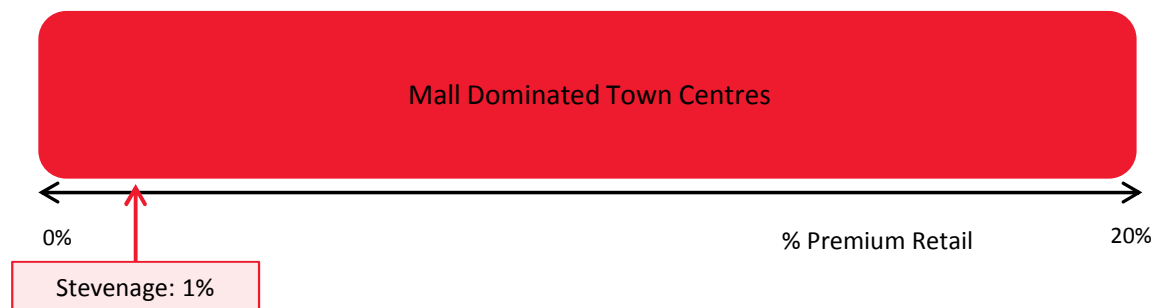 Mall Dominated Town Centres
0%
% Premium Retail
20%
Stevenage: 1%